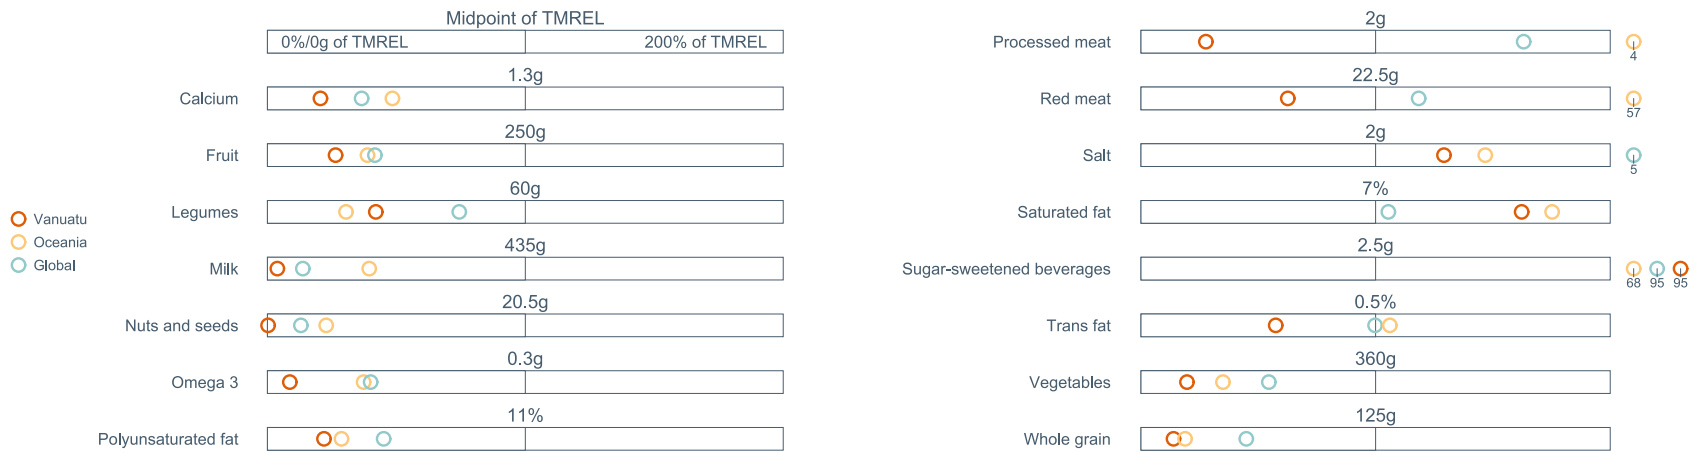 Midpoint of TMREL
0%/0g of TMREL
200% of TMREL
1.3g
Calcium
250g
Fruit
60g
Legumes
435g
Milk
20.5g
Nuts and seeds
0.3g
Omega 3
11%
Polyunsaturated fat
Vanuatu
Oceania
Global
2g
Processed meat
4
22.5g
Red meat
57
2g
Salt
5
7%
Saturated fat
2.5g
Sugar-sweetened beverages
68 95 95
0.5%
Trans fat
360g
Vegetables
125g
Whole grain